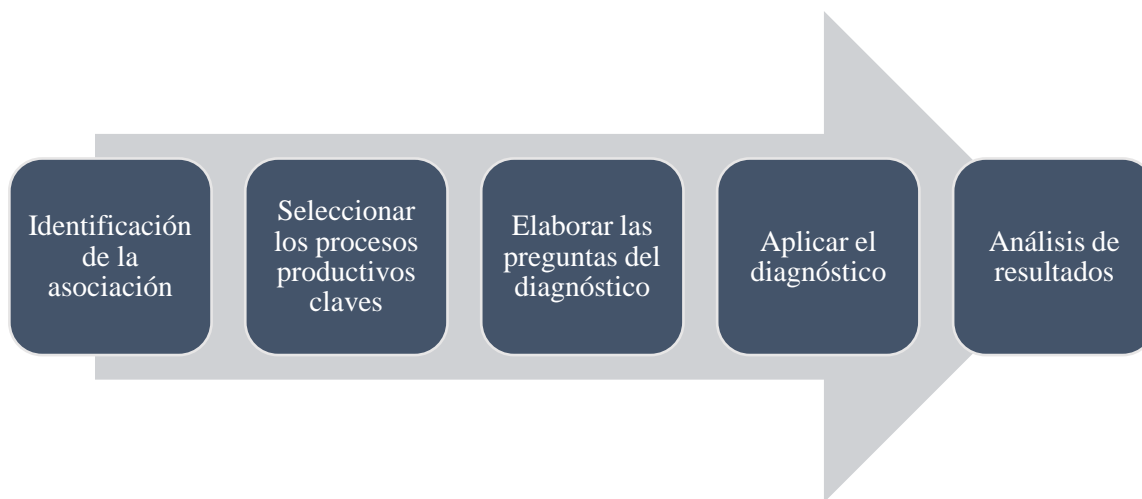 Identificación
de la
asociación
Seleccionar
los procesos
productivos
claves
Elaborar las
preguntas del
diagnóstico
Aplicar el
diagnóstico
Análisis de
resultados